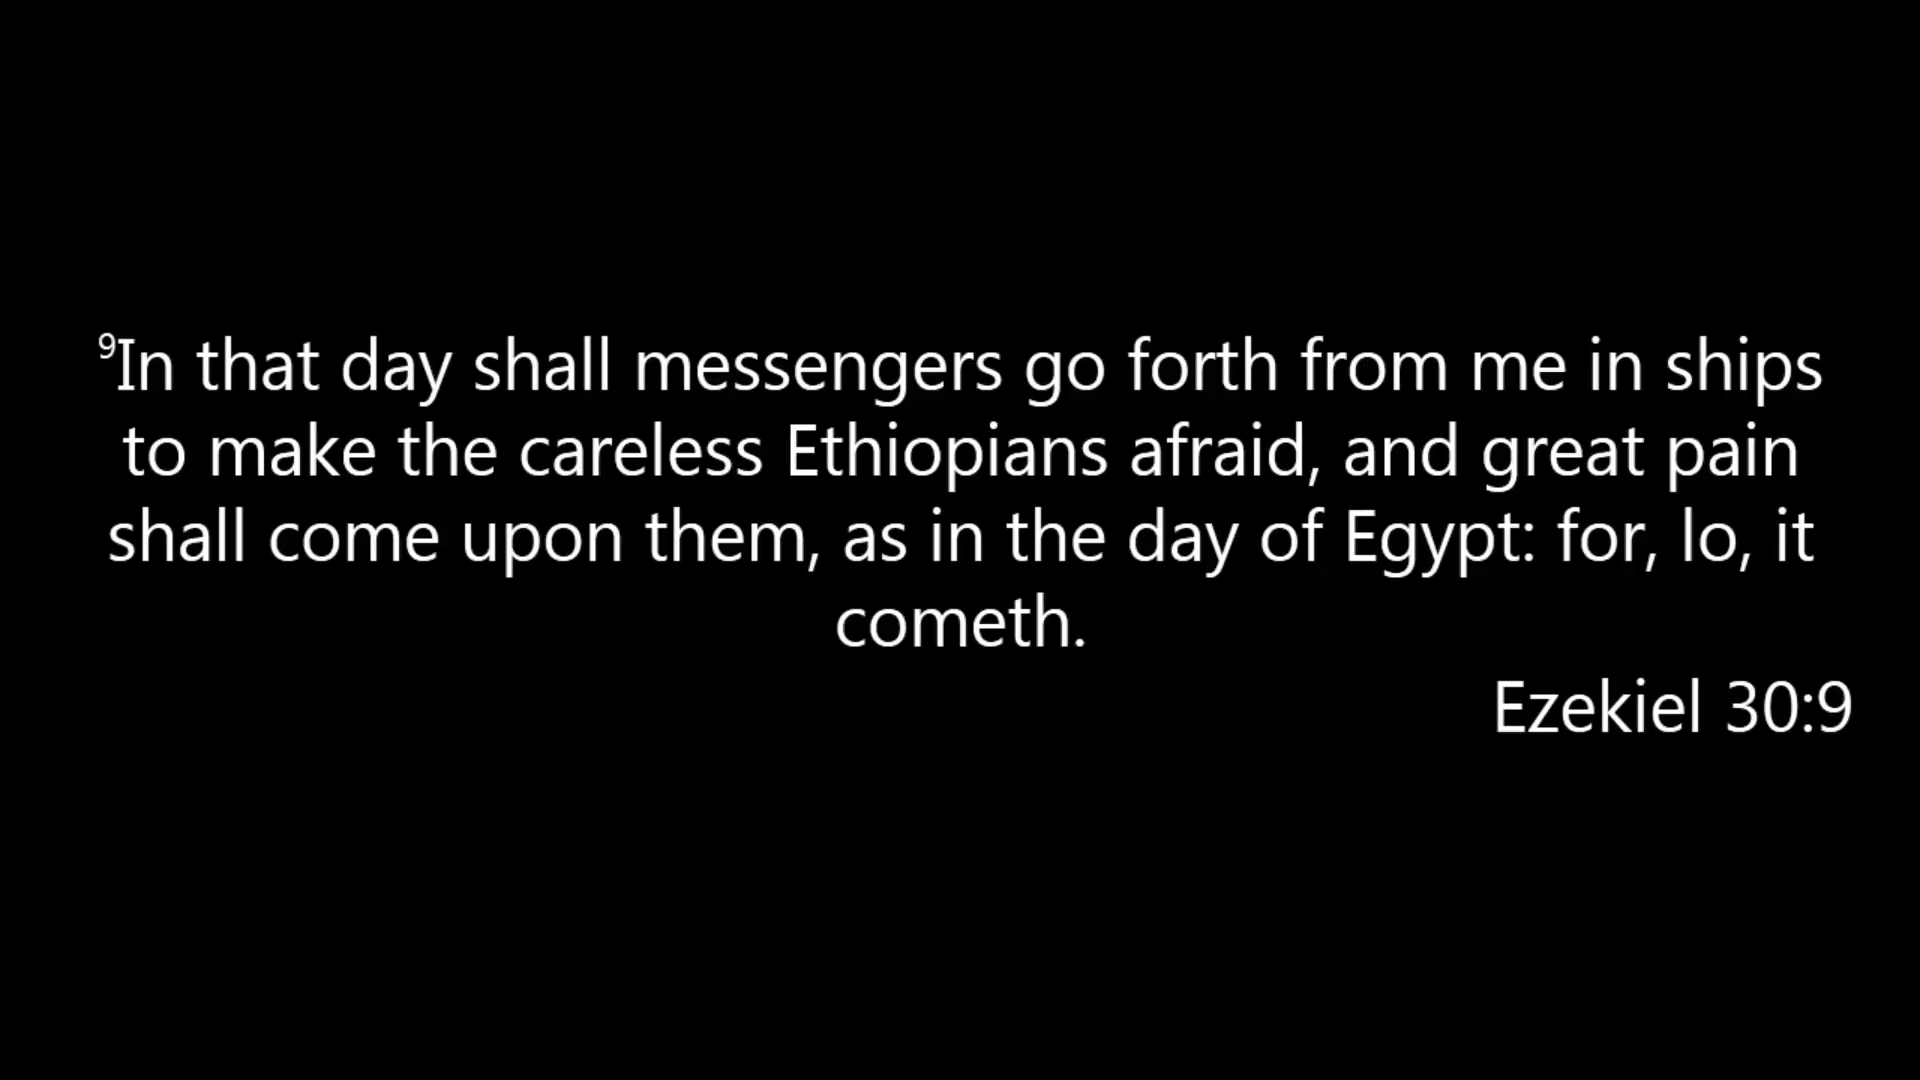 ⁹In that day shall messengers go forth from me in ships
to make the careless Ethiopians afraid, and great pain
shall come upon them, as in the day of Egypt: for, lo, it
cometh.
Ezekiel 30:9